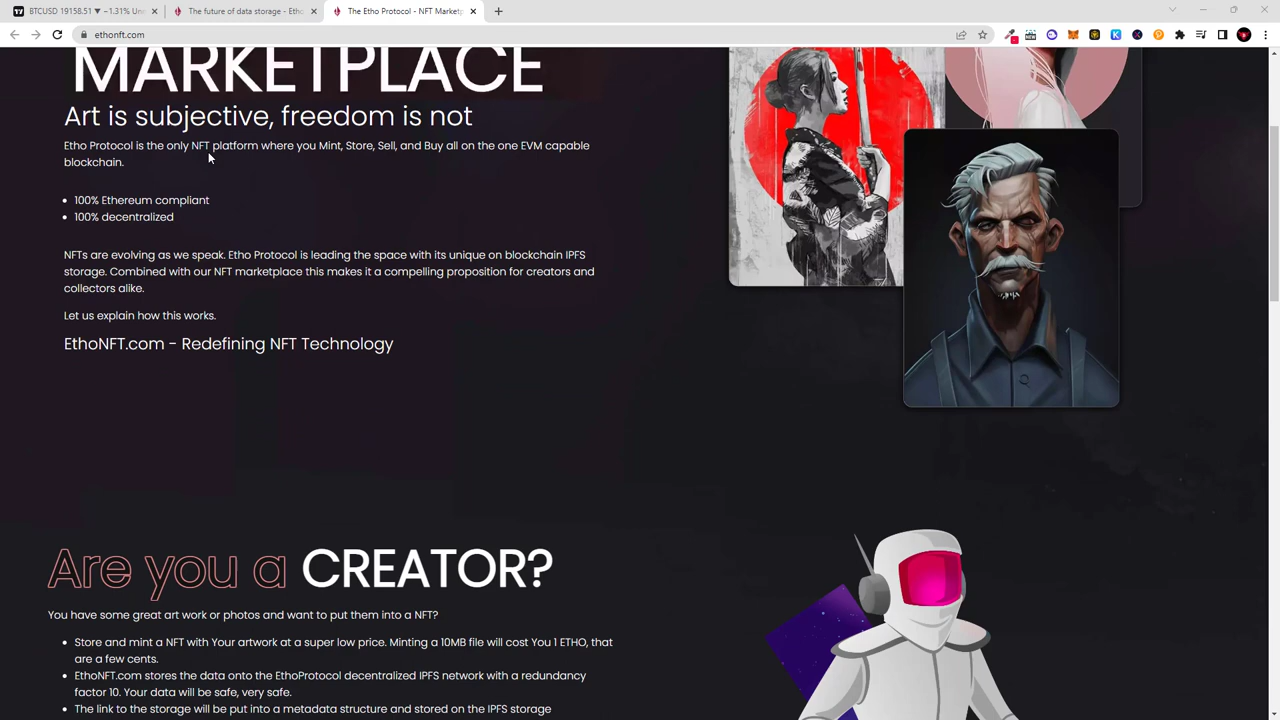 BTCUSD 19158.51 ▼ −1.31% Un
The future of data storage - Etho
The Etho Protocol - NFT Marketp
ethonft.com
MARKETPLACE
Art is subjective, freedom is not
Etho Protocol is the only NFT platform where you Mint, Store, Sell, and Buy all on the one EVM capable
blockchain.
100% Ethereum compliant
100% decentralized
NFTs are evolving as we speak. Etho Protocol is leading the space with its unique on blockchain IPFS
storage. Combined with our NFT marketplace this makes it a compelling proposition for creators and
collectors alike.
Let us explain how this works.
EthoNFT.com - Redefining NFT Technology
Are you a CREATOR?
You have some great art work or photos and want to put them into a NFT?
Store and mint a NFT with Your artwork at a super low price. Minting a 10MB file will cost You 1 ETHO, that
are a few cents.
EthoNFT.com stores the data onto the EthoProtocol decentralized IPFS network with a redundancy
factor 10. Your data will be safe, very safe.
The link to the storage will be put into a metadata structure and stored on the IPFS storage